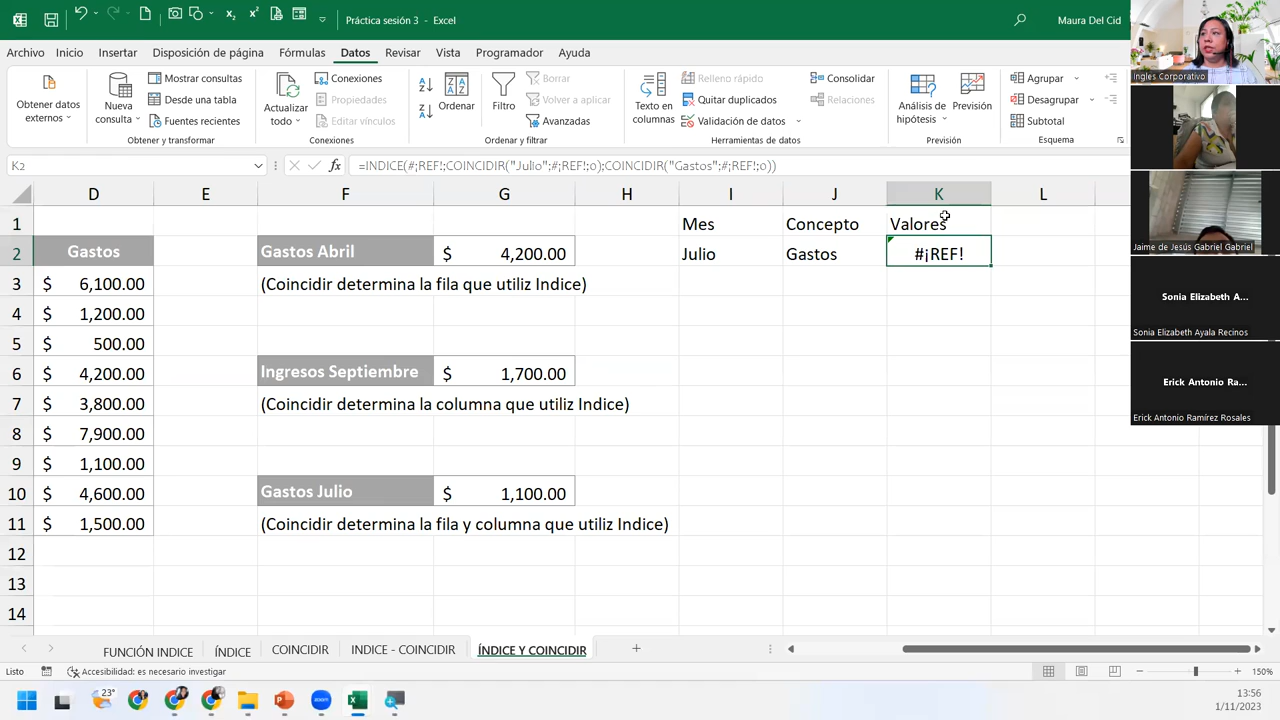 Práctica sesión 3 - Excel
Maura Del Cid
Archivo Inicio Insertar Disposición de página Fórmulas Datos Revisar Vista Programador Ayuda
Obtener datos externos
Obtener y transformar
Nueva consulta
Mostrar consultas
Desde una tabla
Fuentes recientes
Actualizar todo
Conexiones
Propiedades
Editar vínculos
Conexiones
Ordenar
Filtro
Borrar
Volver a aplicar
Avanzadas
Ordenar y filtrar
Texto en columnas
Relleno rápido
Quitar duplicados
Validación de datos
Consolidar
Relaciones
Herramientas de datos
Análisis de hipótesis
Previsión
Previsión
Agrupar
Desagrupar
Subtotal
Esquema
K2
fx
=INDICE(#¡REF!;COINCIDIR("Julio";#¡REF!;0);COINCIDIR("Gastos";#¡REF!;0))
D E F G H I J K L
1 Mes Concepto Valores
2 Gastos Gastos Abril $ 4,200.00 Julio Gastos #¡REF!
3 $ 6,100.00 (Coincidir determina la fila que utiliz Indice)
4 $ 1,200.00
5 $ 500.00
6 $ 4,200.00 Ingresos Septiembre $ 1,700.00
7 $ 3,800.00 (Coincidir determina la columna que utiliz Indice)
8 $ 7,900.00
9 $ 1,100.00
10 $ 4,600.00 Gastos Julio $ 1,100.00
11 $ 1,500.00 (Coincidir determina la fila y columna que utiliz Indice)
12
13
14
FUNCIÓN INDICE ÍNDICE COINCIDIR INDICE - COINCIDIR ÍNDICE Y COINCIDIR
Listo
Accesibilidad: es necesario investigar
150%
23°
13:56
1/11/2023
Ingles Corporativo
Jaime de Jesús Gabriel Gabriel
Sonia Elizabeth A...
Sonia Elizabeth Ayala Recinos
Erick Antonio Ra...
Erick Antonio Ramírez Rosales